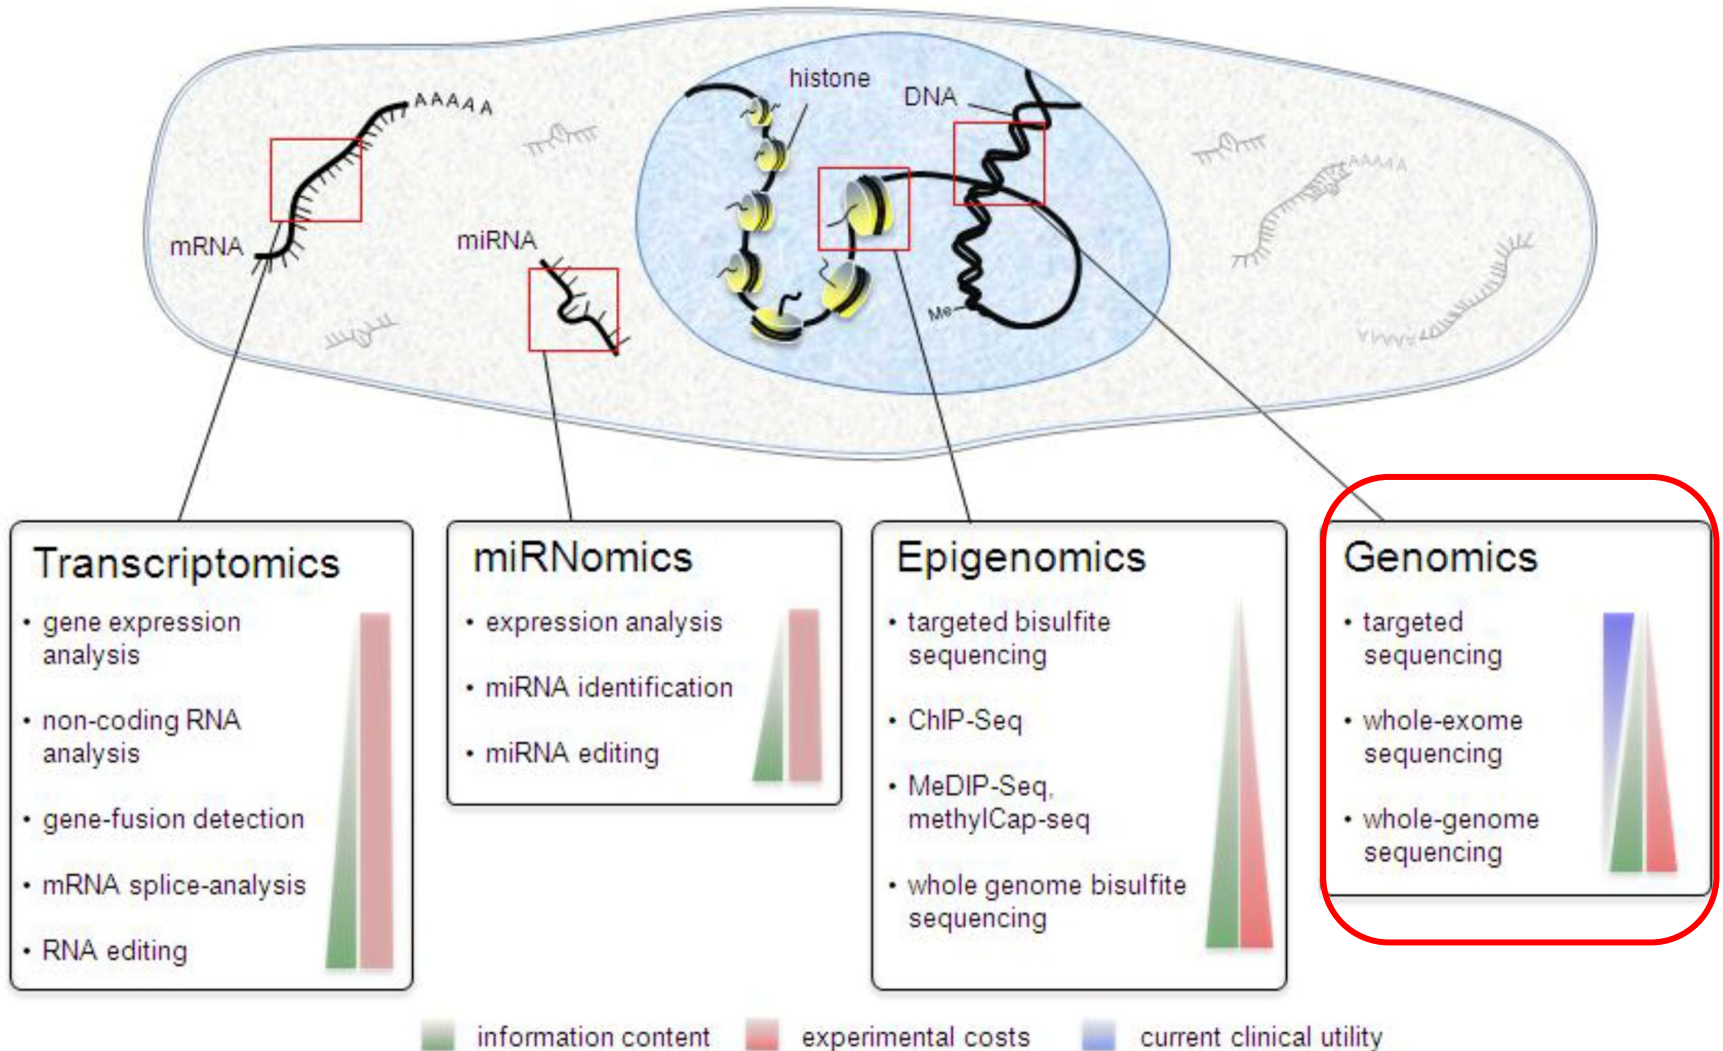 histone
DNA
AAAAA
mRNA
miRNA
Me
AAAAA
AAAAA
Transcriptomics
• gene expression
analysis
• non-coding RNA
analysis
• gene-fusion detection
• mRNA splice-analysis
• RNA editing
miRNomics
• expression analysis
• miRNA identification
• miRNA editing
Epigenomics
• targeted bisulfite
sequencing
• ChIP-Seq
• MeDIP-Seq,
methylCap-seq
• whole genome bisulfite
sequencing
Genomics
• targeted
sequencing
• whole-exome
sequencing
• whole-genome
sequencing
information content
experimental costs
current clinical utility